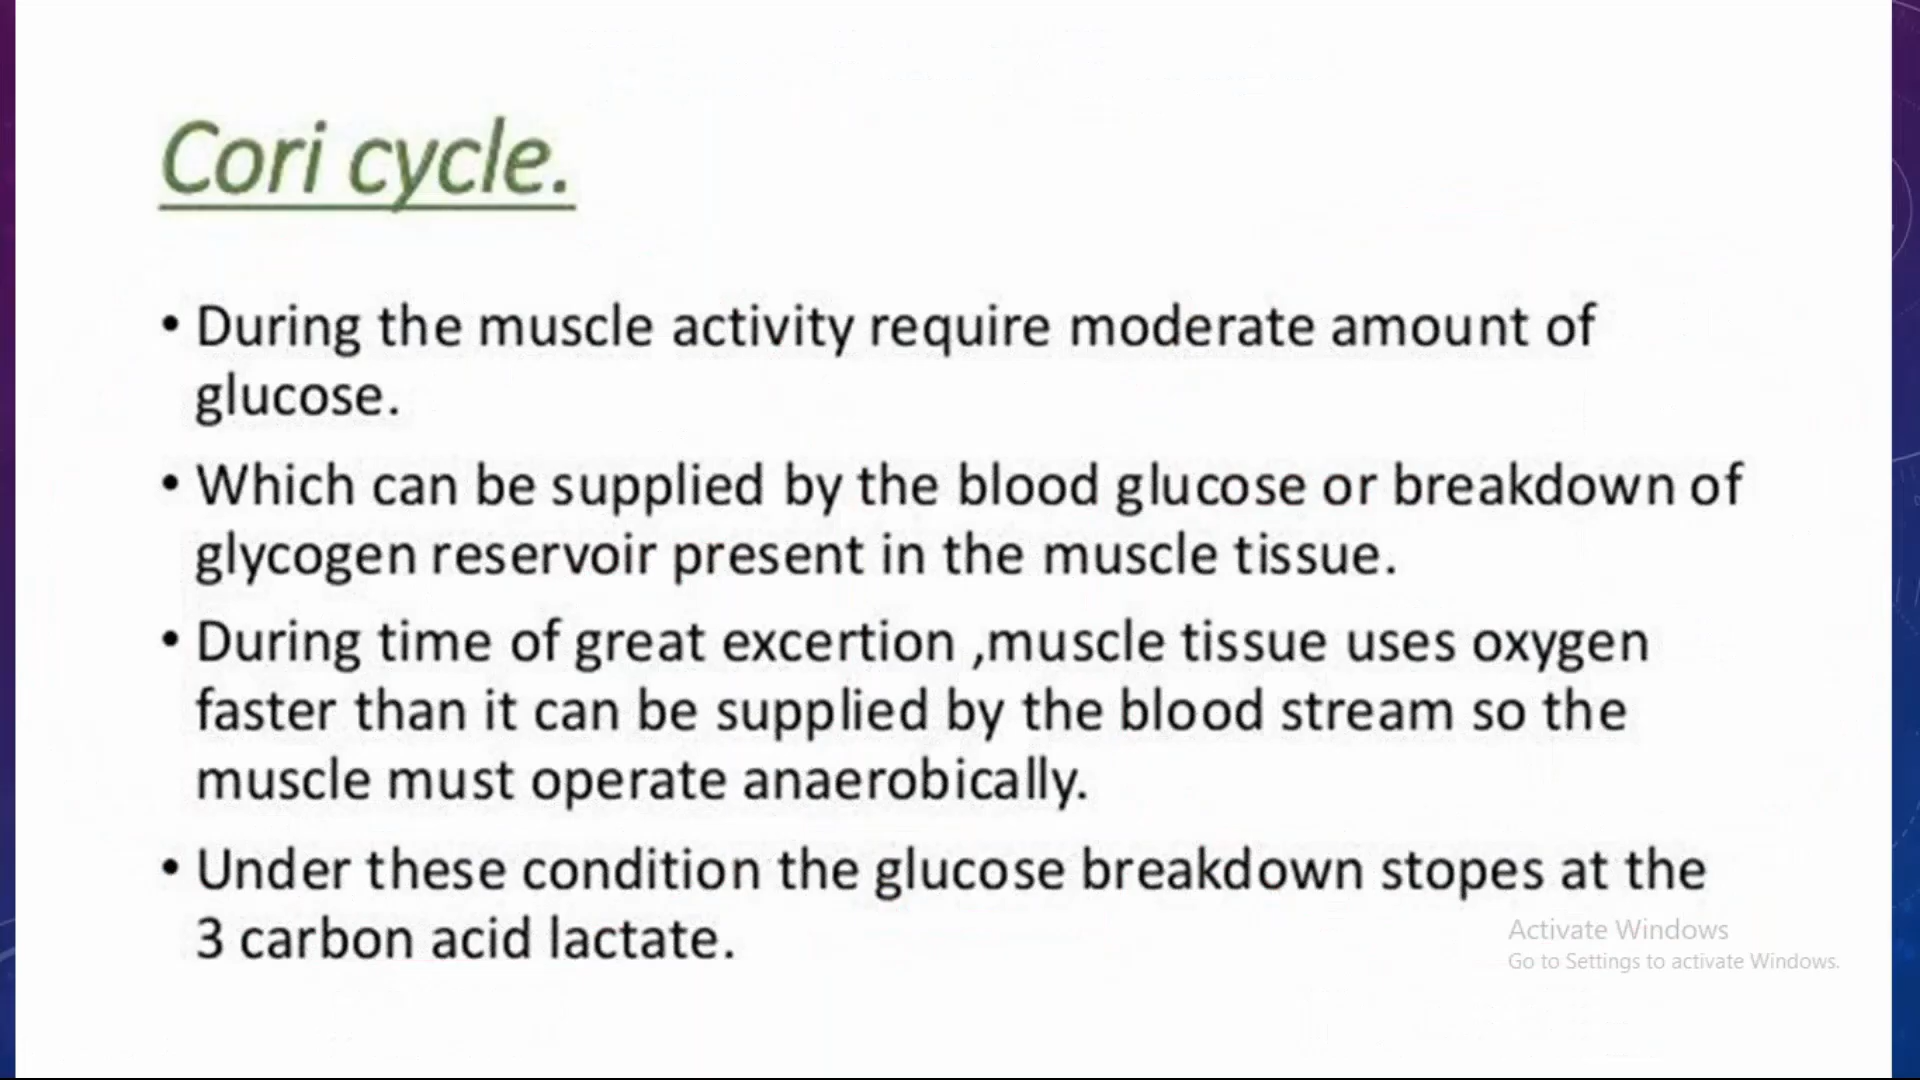 Cori cycle.
• During the muscle activity require moderate amount of
glucose.
• Which can be supplied by the blood glucose or breakdown of
glycogen reservoir present in the muscle tissue.
• During time of great excertion ,muscle tissue uses oxygen
faster than it can be supplied by the blood stream so the
muscle must operate anaerobically.
• Under these condition the glucose breakdown stopes at the
3 carbon acid lactate.
Activate Windows
Go to Settings to activate Windows.